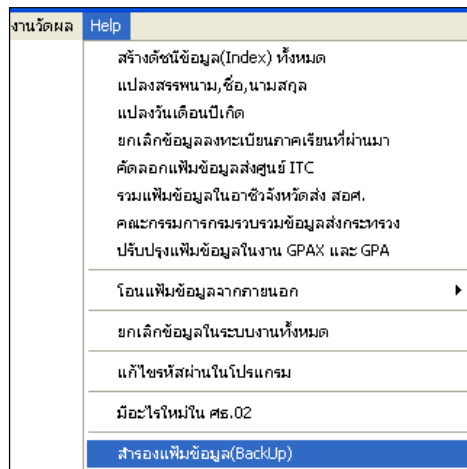 งานวัดผล Help
สร้างดัชนีข้อมูล(Index) ทั้งหมด
แปลงสรรพนาม,ชื่อ,นามสกุล
แปลงวันเดือนปีเกิด
ยกเลิกข้อมูลลงทะเบียนภาคเรียนที่ผ่านมา
คัดลอกแฟ้มข้อมูลส่งศูนย์ ITC
รวมแฟ้มข้อมูลในอาชีวจังหวัดส่ง สอศ.
คณะกรรมการกรมรวบรวมข้อมูลส่งกระทรวง
ปรับปรุงแฟ้มข้อมูลในงาน GPAX และ GPA
โอนแฟ้มข้อมูลจากภายนอก
ยกเลิกข้อมูลในระบบงานทั้งหมด
แก้ไขรหัสผ่านในโปรแกรม
มีอะไรใหม่ใน ศธ.02
สำรองแฟ้มข้อมูล(BackUp)